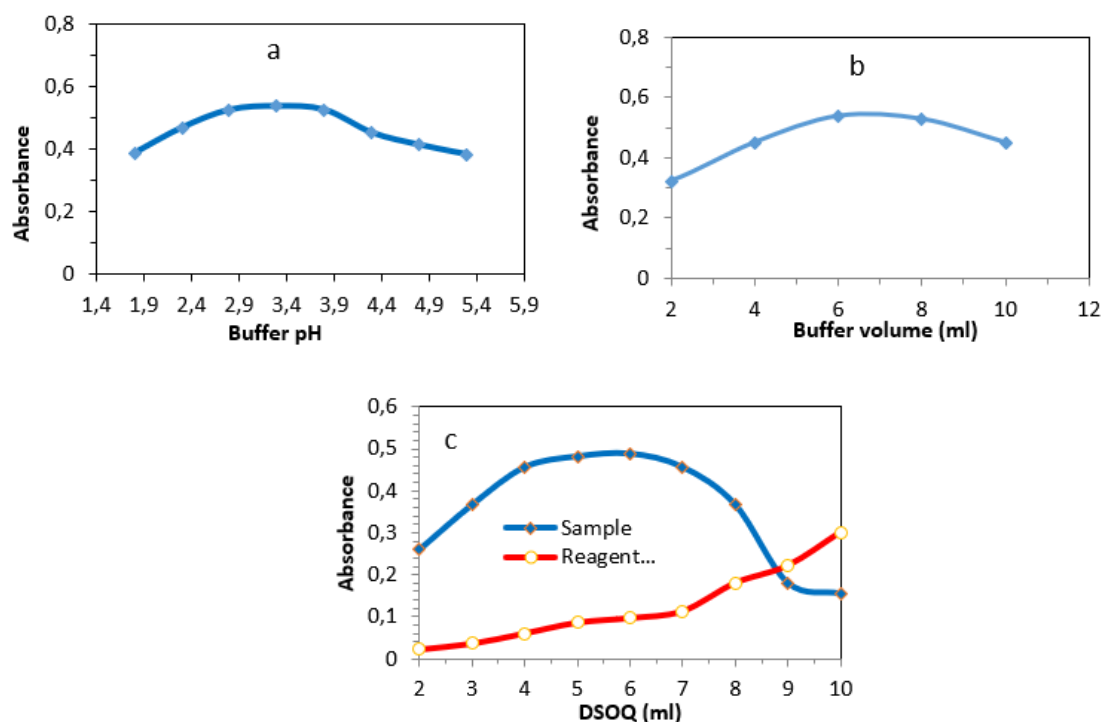 a
Absorbance
0,8
0,6
0,4
0,2
0
1,4 1,9 2,4 2,9 3,4 3,9 4,4 4,9 5,4 5,9
Buffer pH
b
Absorbance
0,8
0,6
0,4
0,2
0
2 4 6 8 10 12
Buffer volume (ml)
c
Absorbance
0,6
0,5
0,4
0,3
0,2
0,1
0
Sample
Reagent...
2 3 4 5 6 7 8 9 10
DSOQ (ml)